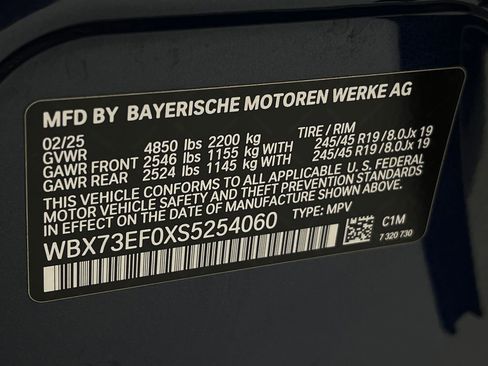 MFD BY BAYERISCHE MOTOREN WERKE AG
02/25
GVWR 4850 lbs 2200 kg TIRE / RIM
GAWR FRONT 2546 lbs 1155 kg WITH 245/45 R19 / 8.0Jx 19
GAWR REAR 2524 lbs 1145 kg WITH 245/45 R19 / 8.0Jx 19
THIS VEHICLE CONFORMS TO ALL APPLICABLE U. S. FEDERAL
MOTOR VEHICLE SAFETY AND THEFT PREVENTION STANDARDS
IN EFFECT ON THE DATE OF MANUFACTURE SHOWN ABOVE.
WBX73EF0XS5254060 TYPE: MPV
C1M
7 320 730